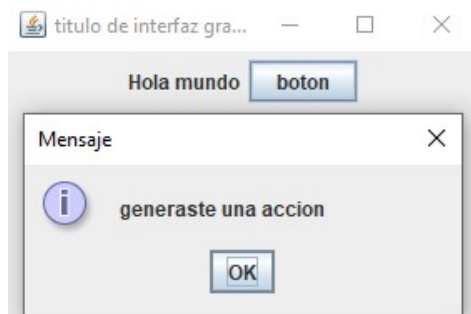 titulo de interfaz gra...
Hola mundo boton
Mensaje
i generaste una accion
OK